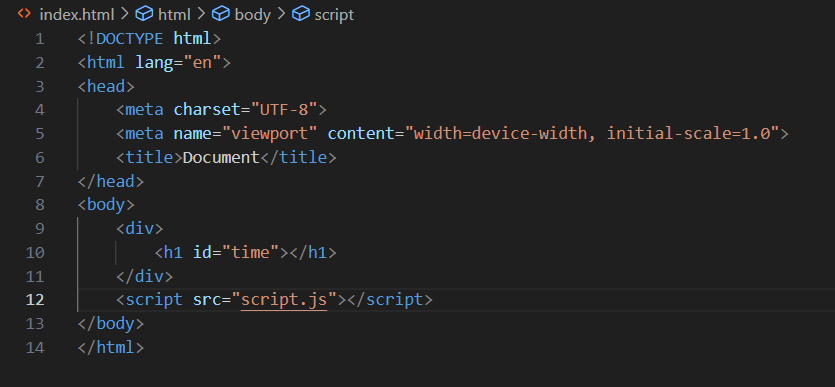 index.html > html > body > script
1 <!DOCTYPE html>
2 <html lang="en">
3 <head>
4     <meta charset="UTF-8">
5     <meta name="viewport" content="width=device-width, initial-scale=1.0">
6     <title>Document</title>
7 </head>
8 <body>
9     <div>
10         <h1 id="time"></h1>
11     </div>
12     <script src="script.js"></script>
13 </body>
14 </html>